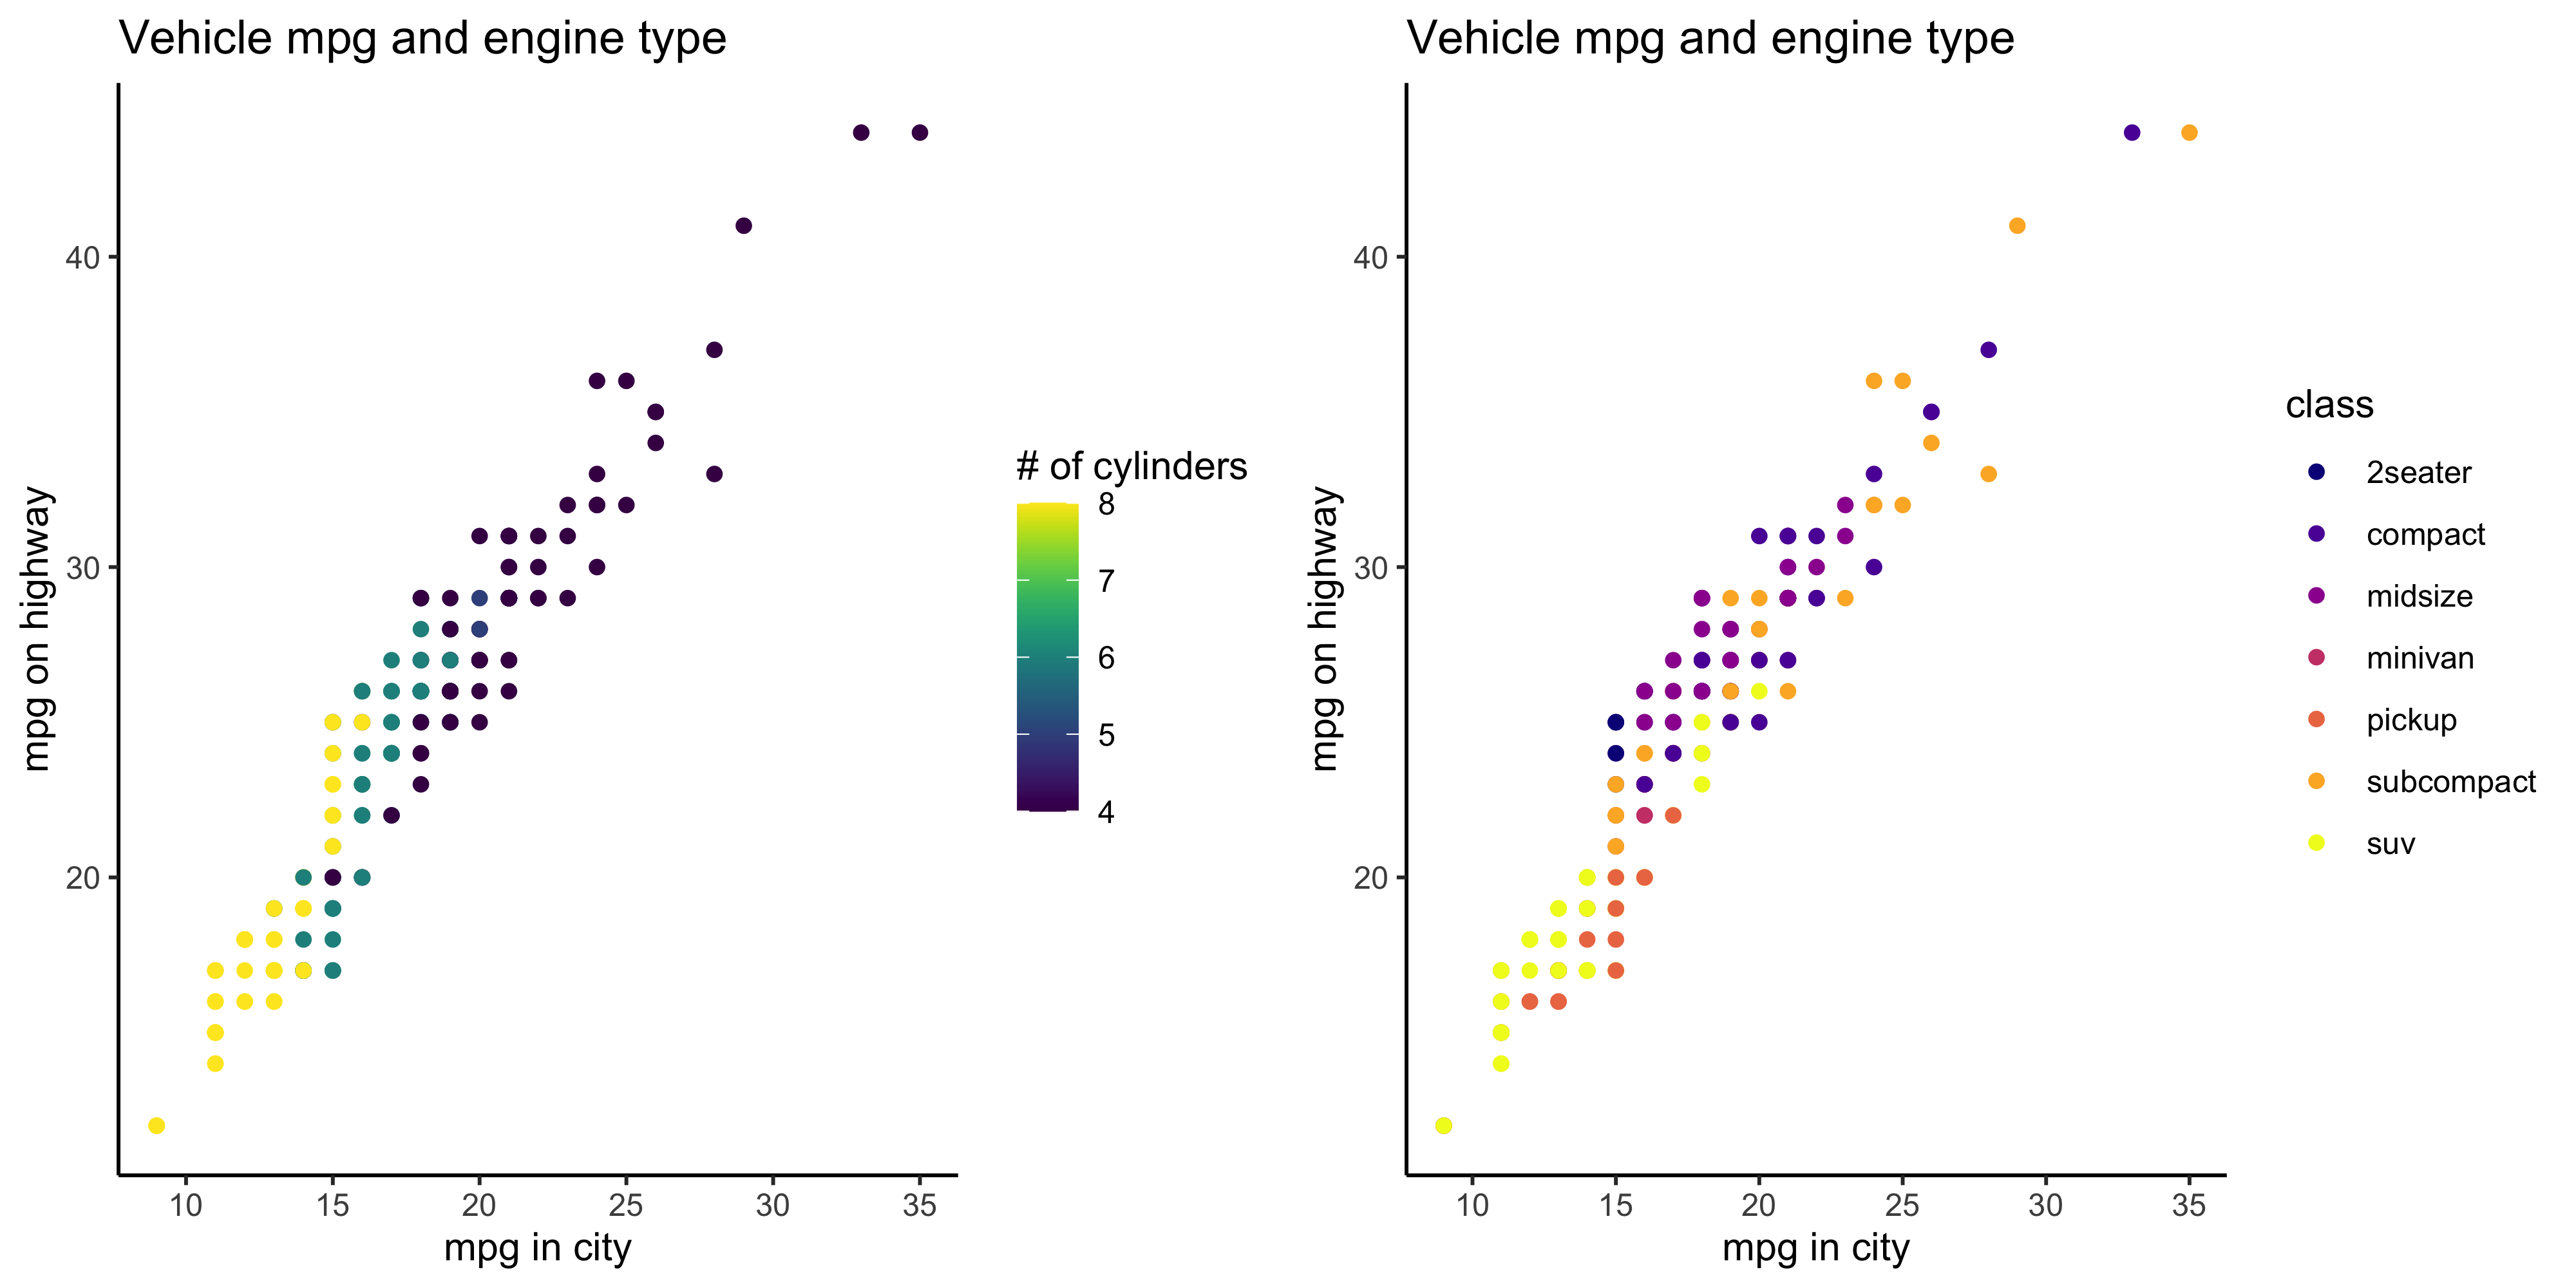 Vehicle mpg and engine type
mpg on highway
40
30
20
10 15 20 25 30 35
mpg in city
# of cylinders
8
7
6
5
4
Vehicle mpg and engine type
mpg on highway
40
30
20
10 15 20 25 30 35
mpg in city
class
2seater
compact
midsize
minivan
pickup
subcompact
suv